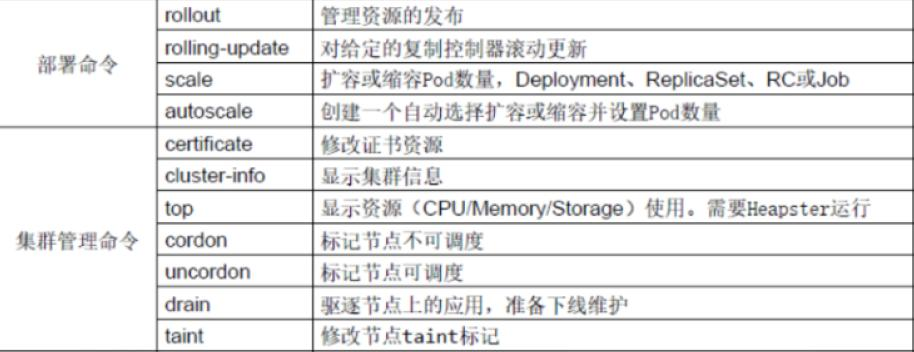 部署命令
rollout 管理资源的发布
rolling-update 对给定的复制控制器滚动更新
scale 扩容或缩容Pod数量，Deployment、ReplicaSet、RC或Job
autoscale 创建一个自动选择扩容或缩容并设置Pod数量
集群管理命令
certificate 修改证书资源
cluster-info 显示集群信息
top 显示资源（CPU/Memory/Storage）使用。需要Heapster运行
cordon 标记节点不可调度
uncordon 标记节点可调度
drain 驱逐节点上的应用，准备下线维护
taint 修改节点taint标记